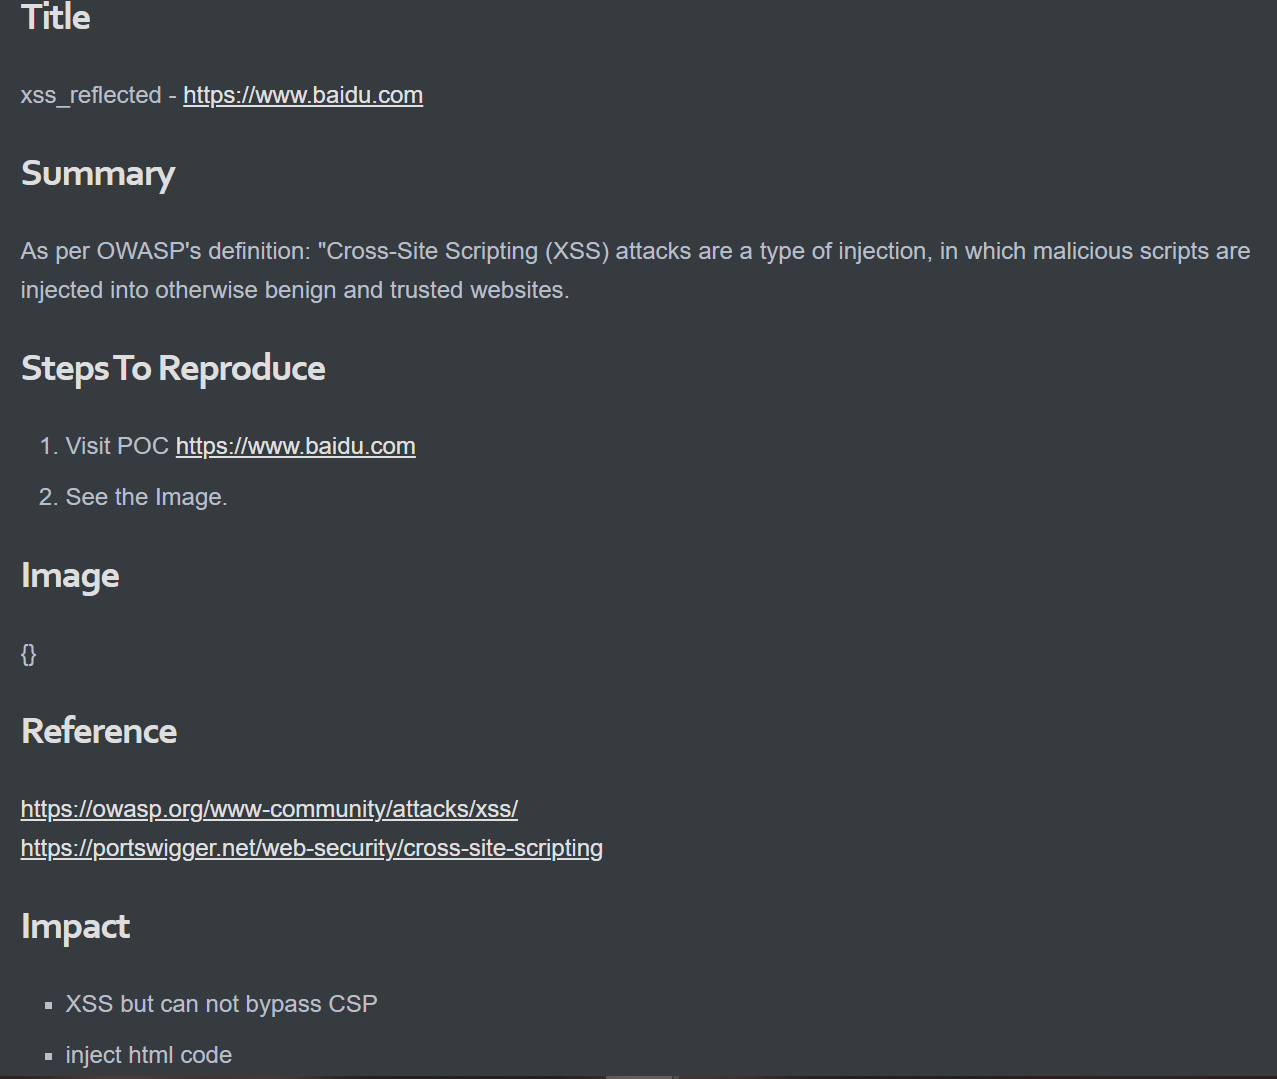 Title
xss_reflected - https://www.baidu.com
Summary
As per OWASP's definition: "Cross-Site Scripting (XSS) attacks are a type of injection, in which malicious scripts are
injected into otherwise benign and trusted websites.
Steps To Reproduce
1. Visit POC https://www.baidu.com
2. See the Image.
Image
{}
Reference
https://owasp.org/www-community/attacks/xss/
https://portswigger.net/web-security/cross-site-scripting
Impact
▪ XSS but can not bypass CSP
▪ inject html code